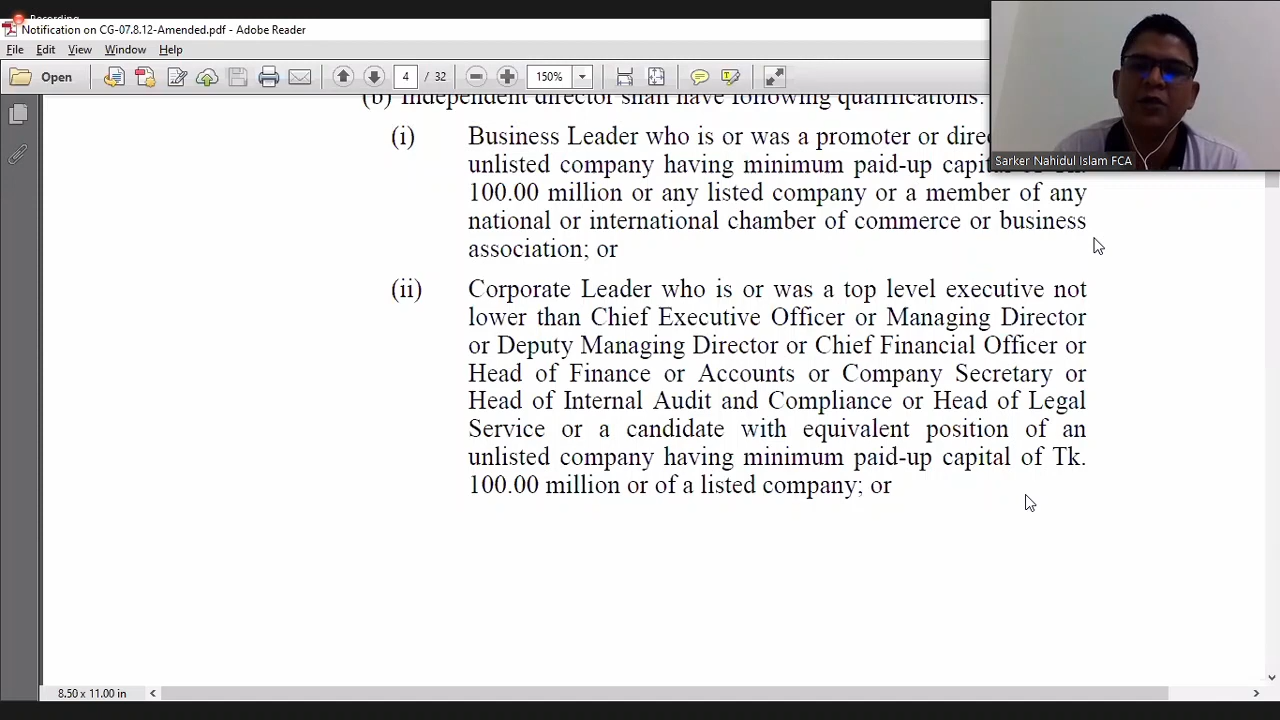 Recording
Notification on CG-07.8.12-Amended.pdf - Adobe Reader
File Edit View Window Help
Open 4 / 32 150%
(b) Independent director shall have following qualifications:
(i) Business Leader who is or was a promoter or
unlisted company having minimum paid-up
100.00 million or any listed company or a member of any
national or international chamber of commerce or business
association; or
(ii) Corporate Leader who is or was a top level executive not
lower than Chief Executive Officer or Managing Director
or Deputy Managing Director or Chief Financial Officer or
Head of Finance or Accounts or Company Secretary or
Head of Internal Audit and Compliance or Head of Legal
Service or a candidate with equivalent position of an
unlisted company having minimum paid-up capital of Tk.
100.00 million or of a listed company; or
Sarker Nahidul Islam FCA
8.50 x 11.00 in